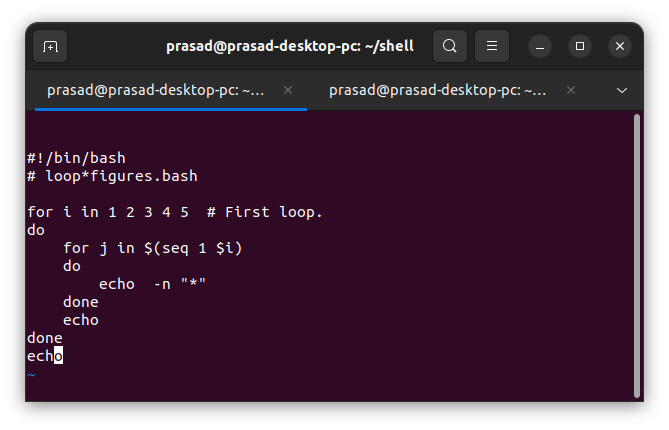 prasad@prasad-desktop-pc: ~/shell
prasad@prasad-desktop-pc: ~... prasad@prasad-desktop-pc: ~...
#!/bin/bash
# loop*figures.bash

for i in 1 2 3 4 5  # First loop.
do
    for j in $(seq 1 $i)
    do
        echo  -n "*"
    done
    echo
done
echo
~